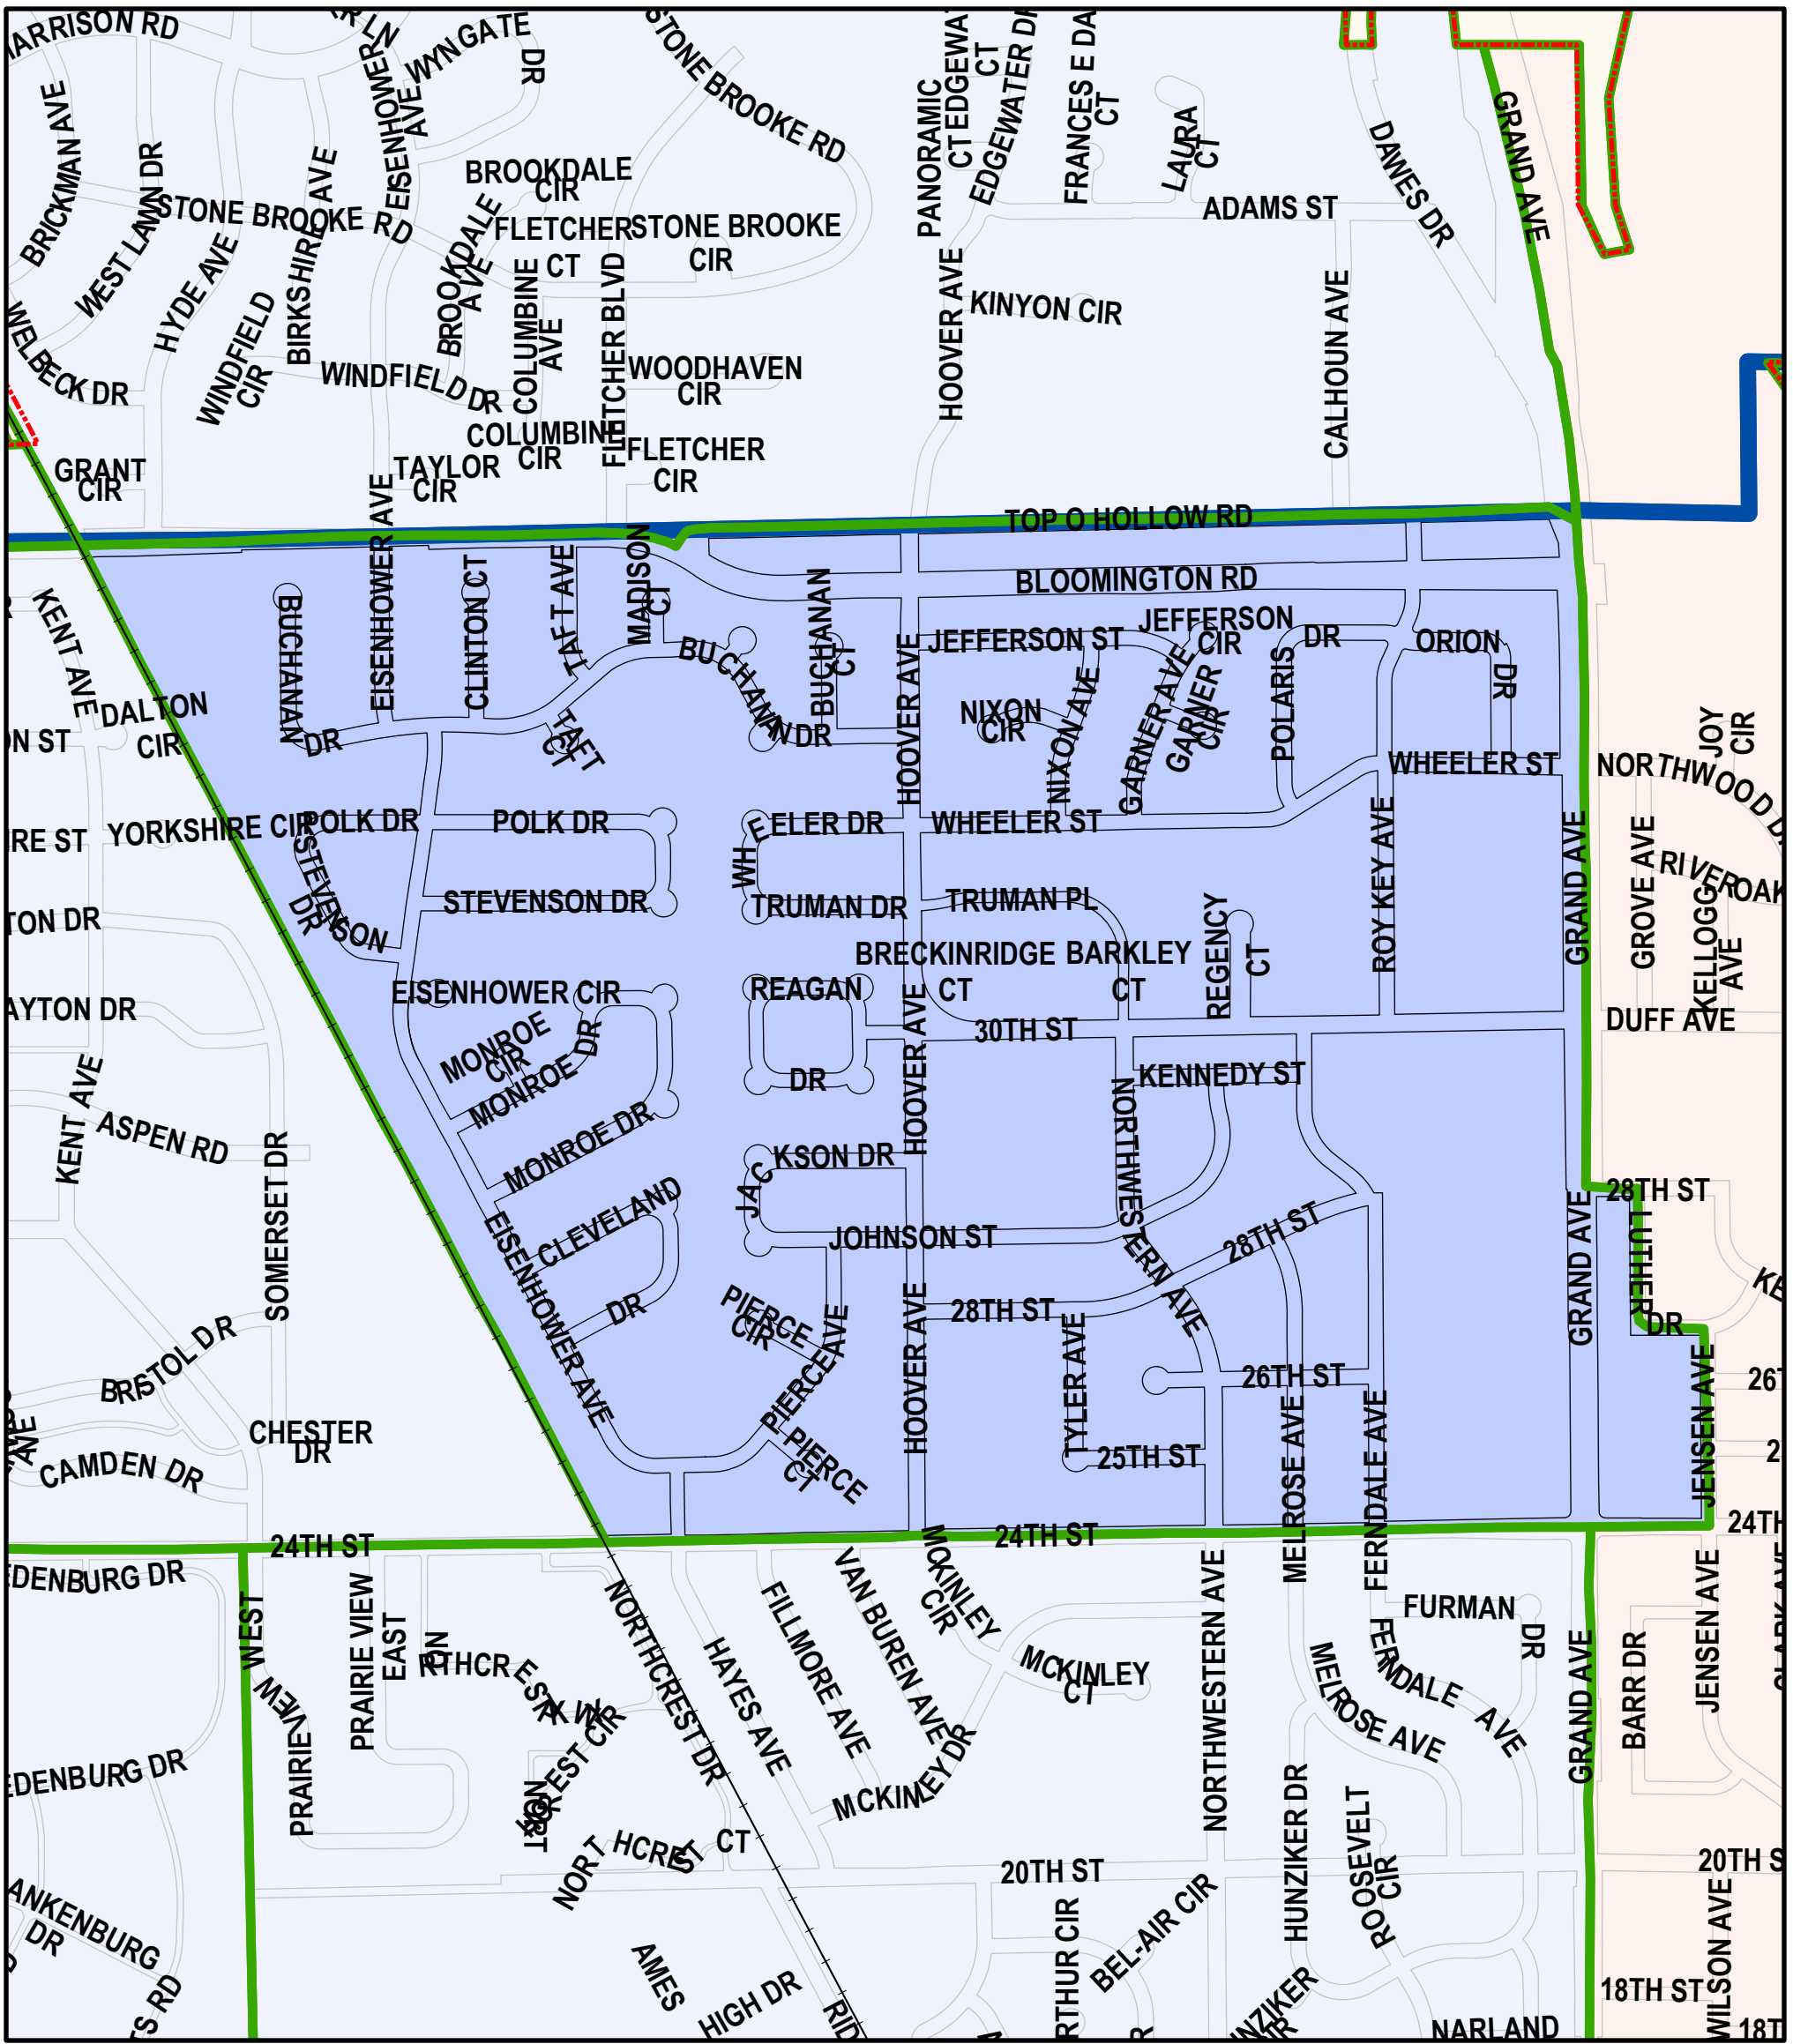 HARRISON RD
WYNGATE
DR
STONE BROOKE RD
PANORAMIC
CT
EDGEWATER DR
FRANCES E DA
CT
LAURA
CT
DAWES DR
GRAND AVE
BRICKMAN AVE
WEST LAWN DR
HYDE AVE
BIRKSHIRE AVE
EISENHOWER
AVE
BROOKDALE
CIR
STONE BROOKE RD
BROOKDALE
AVE
FLETCHER
CT
STONE BROOKE
CIR
ADAMS ST
COLUMBINE
AVE
FLETCHER BLVD
HOOVER AVE
KINYON CIR
CALHOUN AVE
WELBECK DR
WINDFIELD
CIR
WINDFIELD DR
WOODHAVEN
CIR
COLUMBINE
CIR
FLETCHER
CIR
GRANT
CIR
TAYLOR
CIR
TOP O HOLLOW RD
EISENHOWER AVE
CLINTON CT
TAFT AVE
MADISON
CT
BUCHANAN
CT
BLOOMINGTON RD
KENT AVE
BUCHANAN
DR
BUCHANAN DR
HOOVER AVE
JEFFERSON ST
JEFFERSON
CIR
POLARIS
DR
ORION
DR
DALTON
CIR
TAFT
CT
NIXON
CIR
NIXON AVE
GARNER AVE
GARNER
CIR
WHEELER ST
JOY
CIR
NORTHWOOD D
YORKSHIRE CIR
POLK DR
POLK DR
WHEELER DR
WHEELER ST
ROY KEY AVE
GRAND AVE
GROVE AVE
RIVER OAK
KELLOGG
AVE
STEVENSON
DR
STEVENSON DR
TRUMAN DR
TRUMAN PL
REGENCY
CT
BRECKINRIDGE
CT
BARKLEY
CT
EISENHOWER CIR
REAGAN
DR
30TH ST
DUFF AVE
MONROE
CIR
MONROE
DR
MONROE DR
HOOVER AVE
KENNEDY ST
NORTHWESTERN AVE
KENT AVE
ASPEN RD
SOMERSET DR
JACKSON DR
28TH ST
CLEVELAND
DR
EISENHOWER AVE
JOHNSON ST
28TH ST
GRAND AVE
LUTHER
DR
PIERCE
CIR
PIERCE AVE
HOOVER AVE
28TH ST
TYLER AVE
26TH ST
BRISTOL DR
CHESTER
DR
CAMDEN DR
PIERCE
CT
25TH ST
MELROSE AVE
FERNDALE AVE
JENSEN AVE
24TH ST
24TH ST
24TH
WEST
PRAIRIE VIEW
PRAIRIE VIEW
EAST
NORTHCREST DR
HAYES AVE
FILLMORE AVE
VAN BUREN AVE
MCKINLEY
CIR
MCKINLEY
CT
MCKINLEY DR
NORTHWESTERN AVE
MELROSE AVE
FERNDALE AVE
FURMAN
DR
GRAND AVE
BARR DR
JENSEN AVE
NORTHCREST
CT
20TH ST
20TH S
HUNZIKER DR
ROOSEVELT
CIR
BEL-AIR CIR
AMES
HIGH DR
18TH ST
WILSON AVE
NARLAND
18T